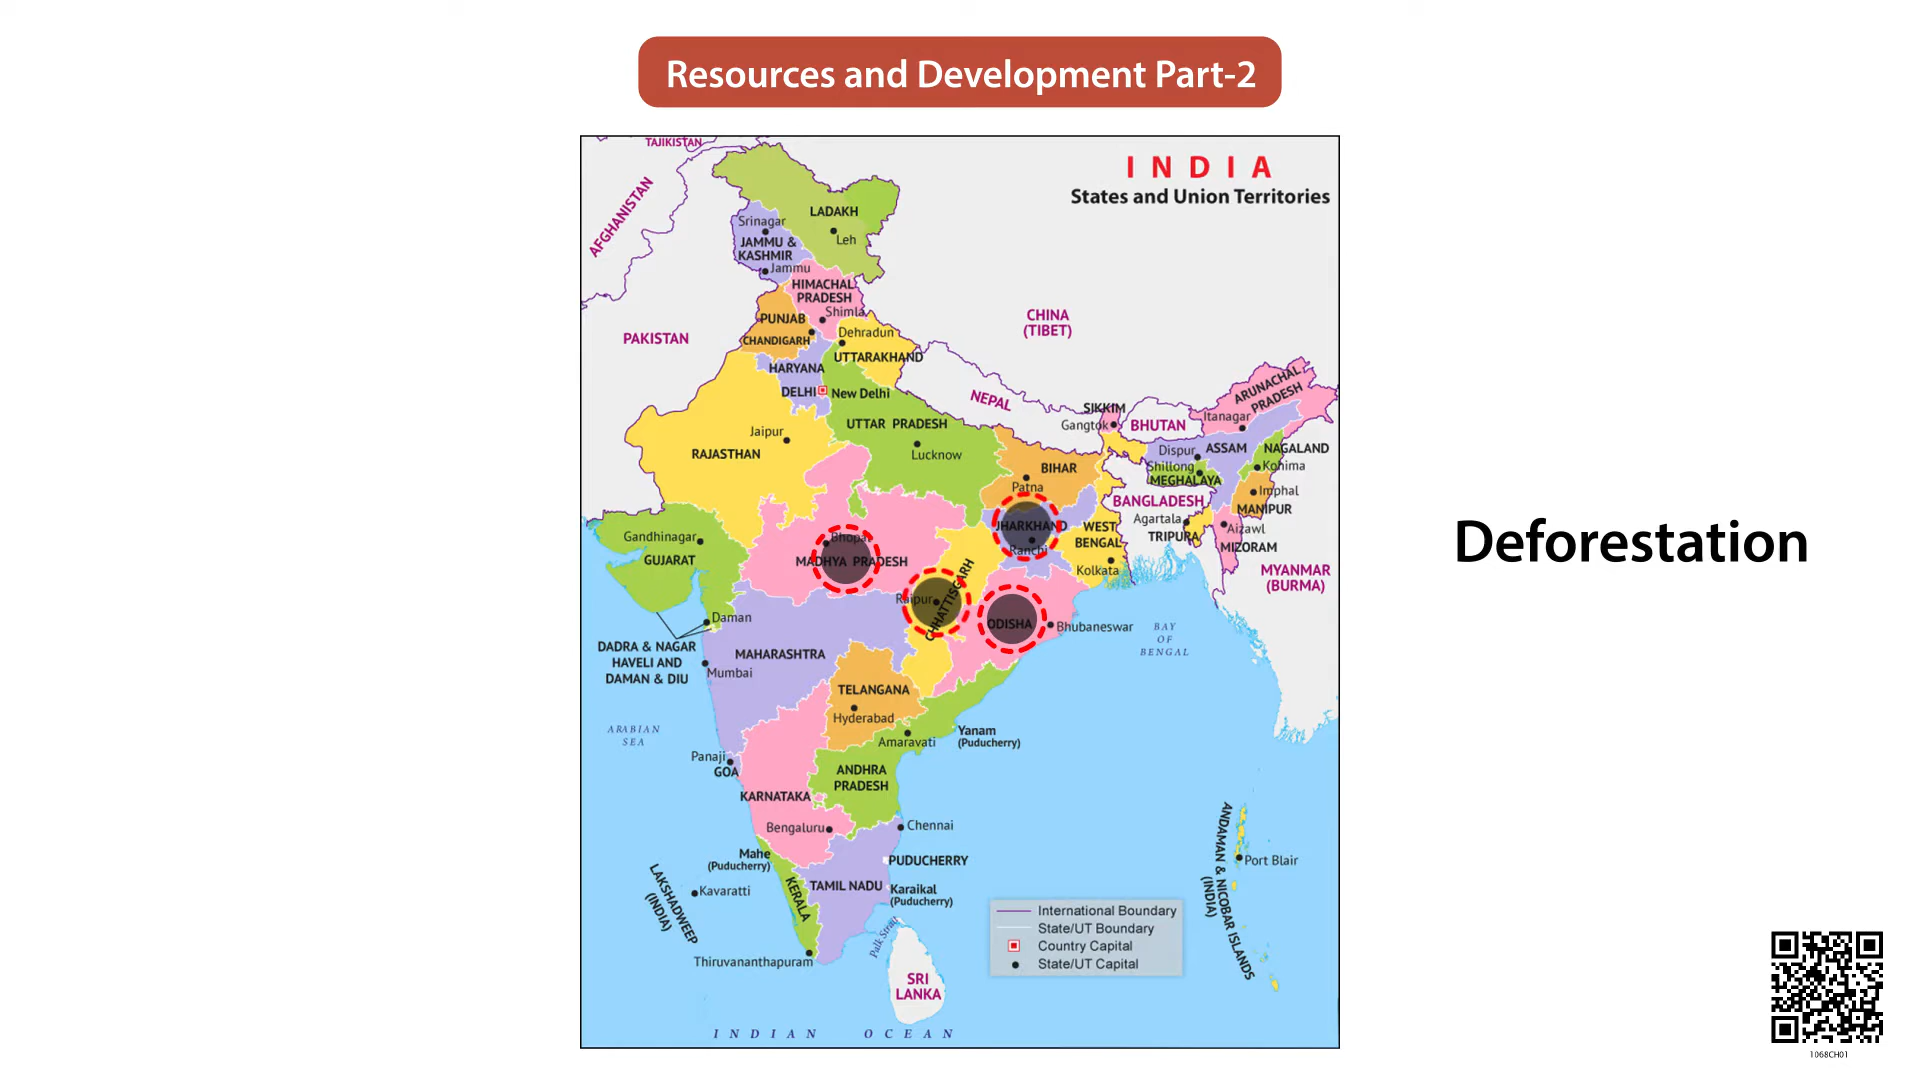 Resources and Development Part-2
TAJIKISTAN
INDIA
States and Union Territories
AFGHANISTAN
LADAKH
Srinagar
Leh
JAMMU &
KASHMIR
Jammu
HIMACHAL
PRADESH
Shimla
CHINA
(TIBET)
PUNJAB
CHANDIGARH
Dehradun
UTTARAKHAND
PAKISTAN
HARYANA
DELHI
New Delhi
NEPAL
ARUNACHAL
PRADESH
SIKKIM
Gangtok
BHUTAN
Itanagar
UTTAR PRADESH
Lucknow
Jaipur
RAJASTHAN
BIHAR
Patna
Dispur
ASSAM
NAGALAND
Shillong
Kohima
MEGHALAYA
Imphal
MANIPUR
BANGLADESH
Agartala
TRIPURA
Aizawl
MIZORAM
JHARKHAND
Ranchi
WEST
BENGAL
Kolkata
MYANMAR
(BURMA)
Gandhinagar
GUJARAT
Bhopal
MADHYA PRADESH
Deforestation
Raipur
CHHATTISGARH
ODISHA
Bhubaneswar
BAY
OF
BENGAL
Daman
DADRA & NAGAR
HAVELI AND
DAMAN & DIU
MAHARASHTRA
Mumbai
TELANGANA
Hyderabad
ARABIAN
SEA
Amaravati
Yanam
(Puducherry)
Panaji
GOA
ANDHRA
PRADESH
KARNATAKA
Bengaluru
Chennai
Mahe
(Puducherry)
PUDUCHERRY
LAKSHADWEEP
(INDIA)
Kavaratti
KERALA
TAMIL NADU
Karaikal
(Puducherry)
Palk Strait
Thiruvananthapuram
SRI
LANKA
ANDAMAN & NICOBAR ISLANDS
(INDIA)
Port Blair
International Boundary
State/UT Boundary
Country Capital
State/UT Capital
INDIAN OCEAN
1068CH01